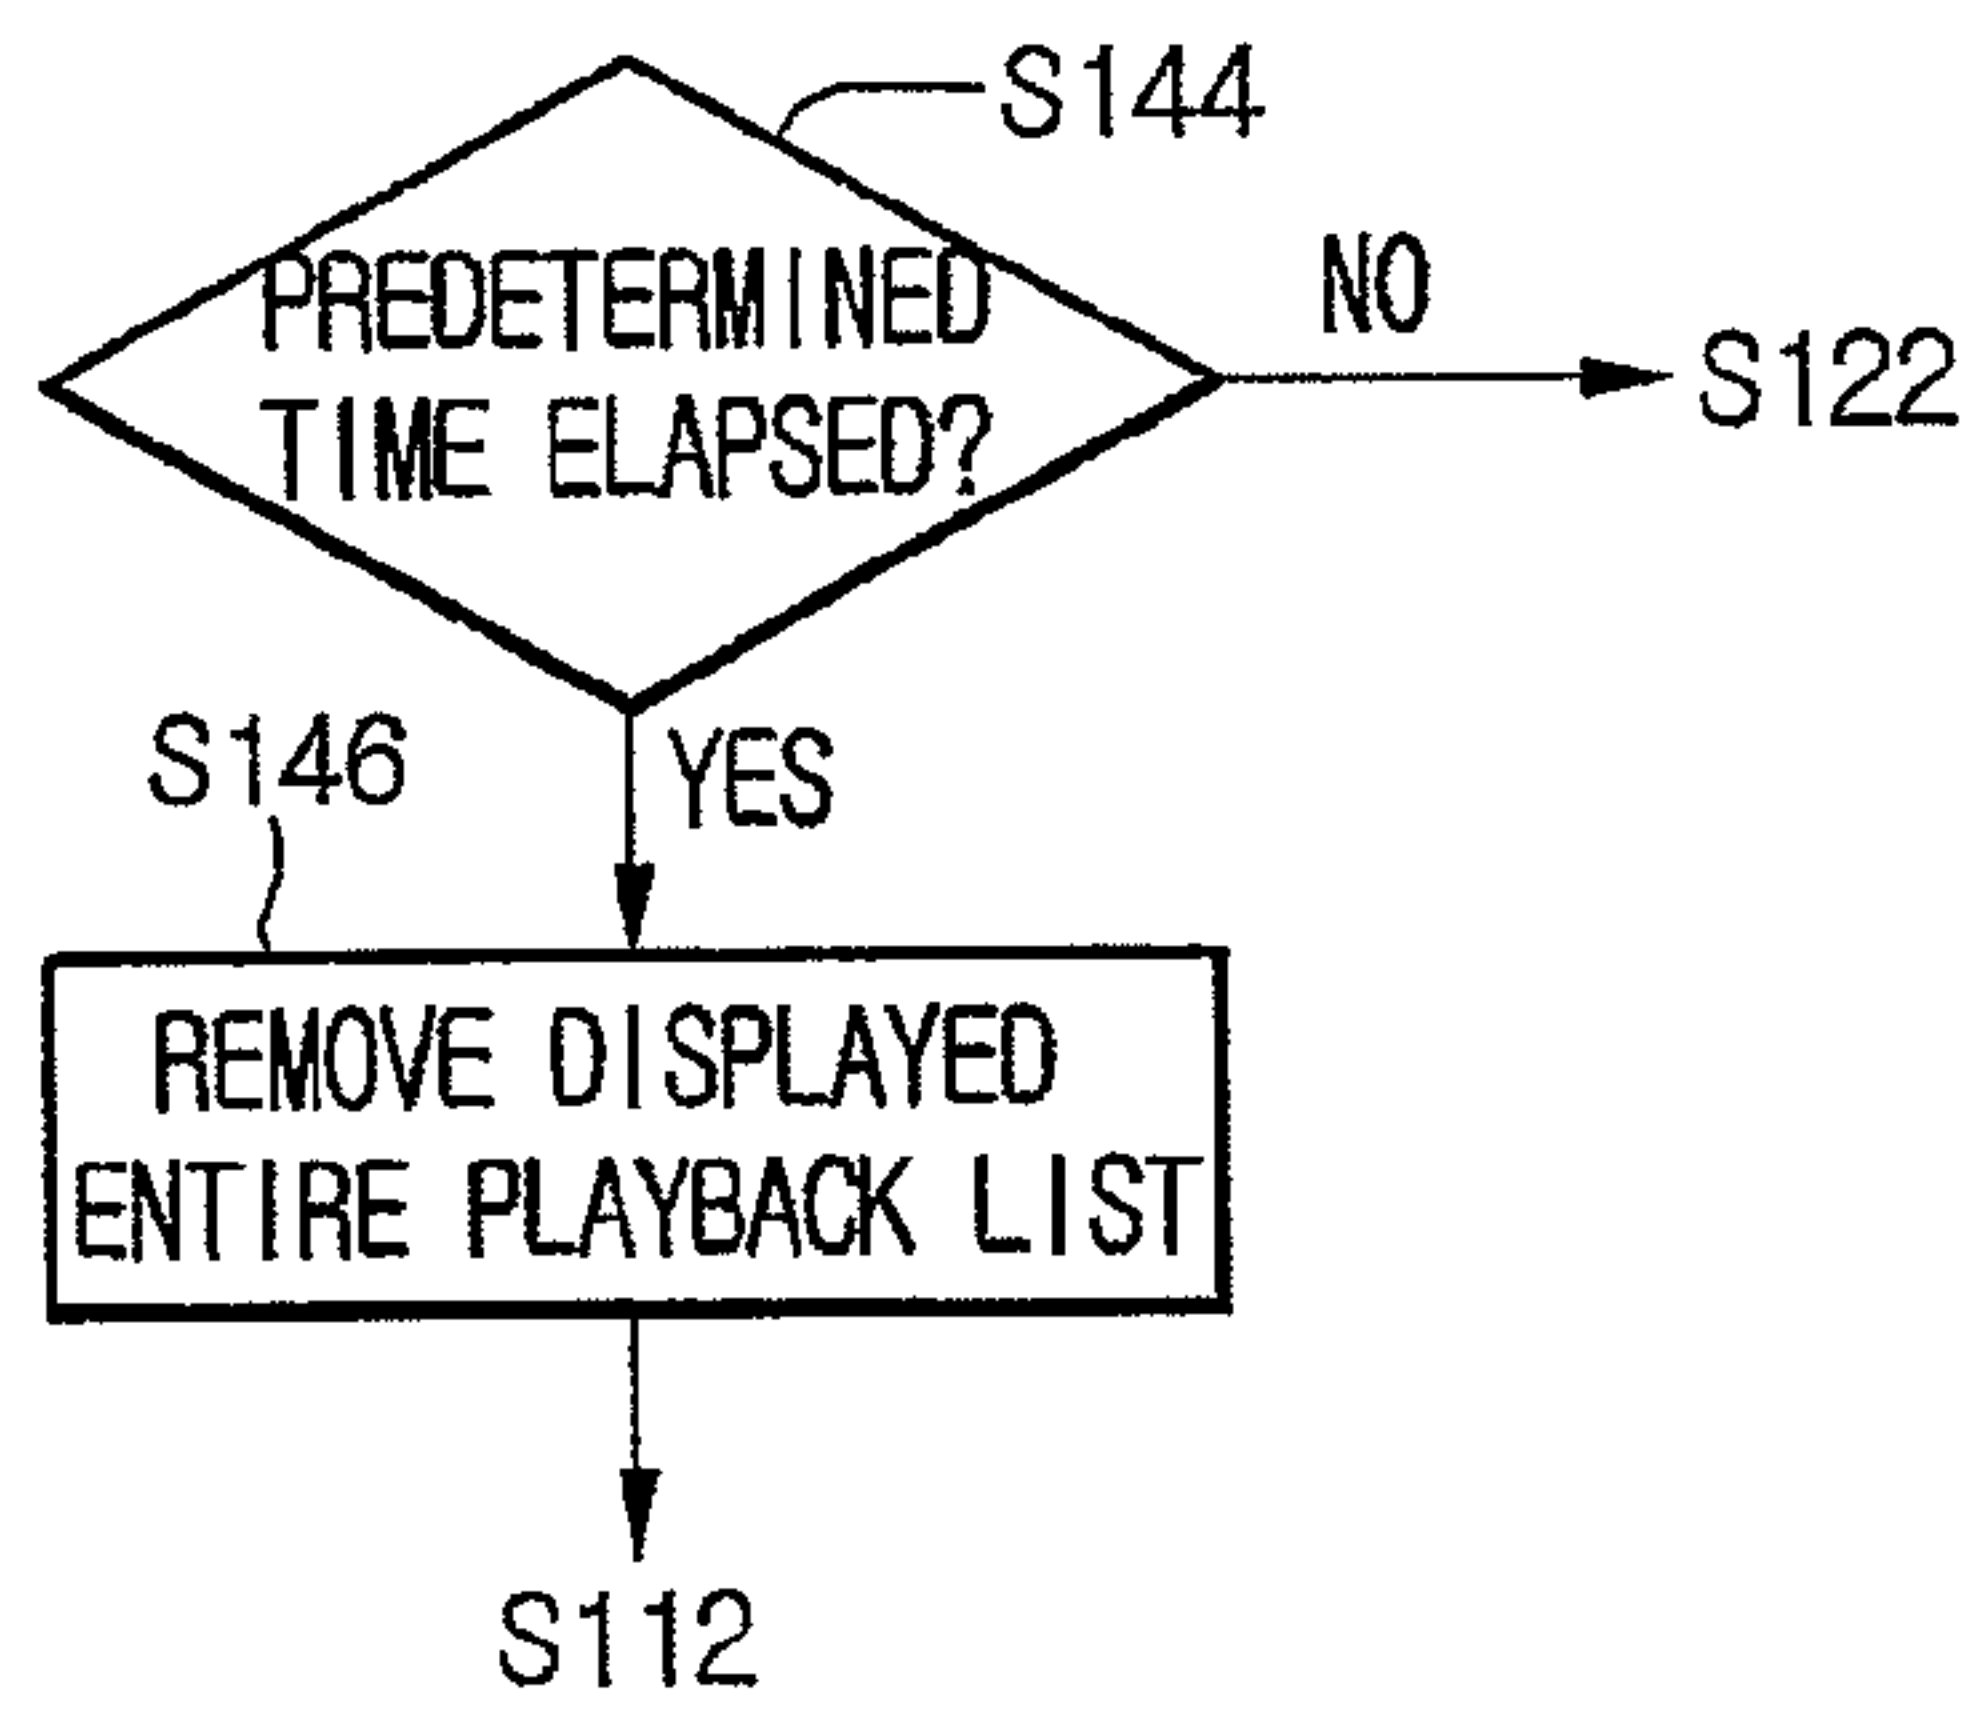 S144
PREDETERMINED
TIME ELAPSED?
NO
S122
YES
S146
REMOVE DISPLAYED
ENTIRE PLAYBACK LIST
S112